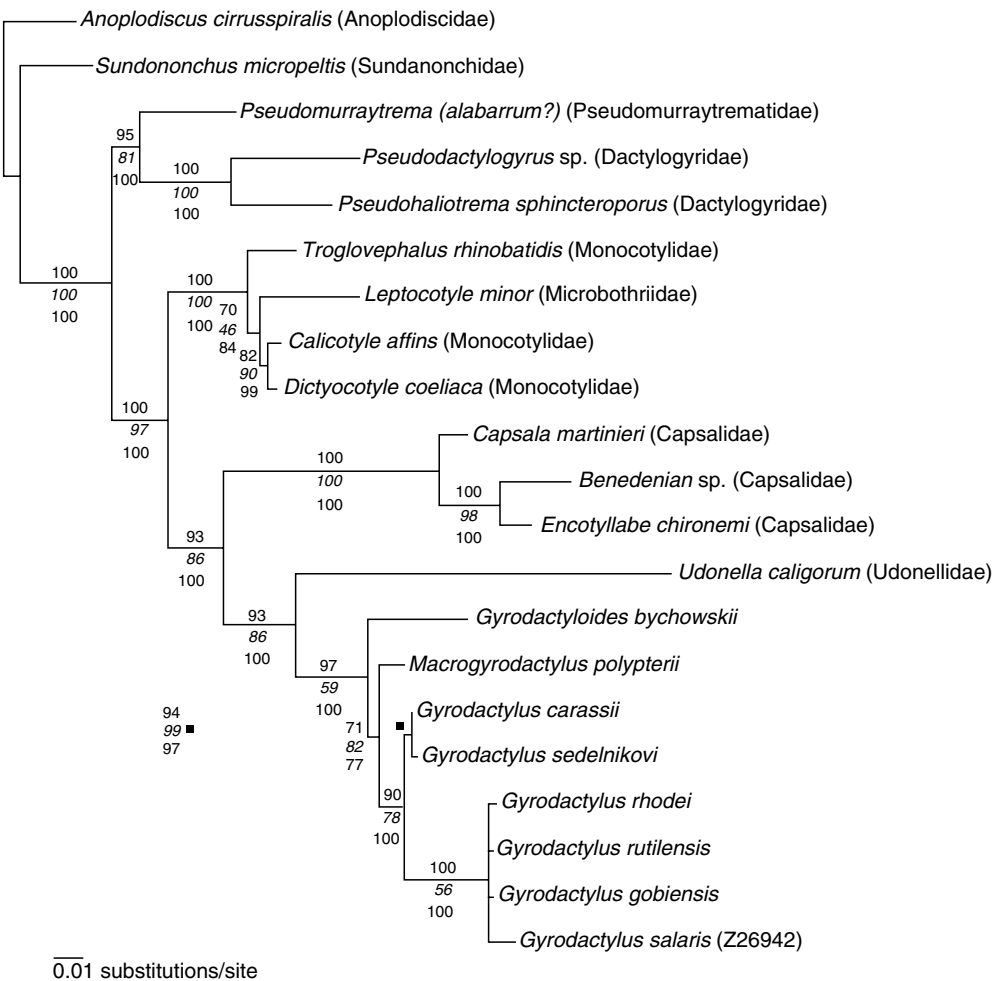 Anoplodiscus cirrusspiralis (Anoplodiscidae)
Sundononchus micropeltis (Sundanonchidae)
Pseudomurraytrema (alabarrum?) (Pseudomurraytrematidae)
95
81
100
Pseudodactylogyrus sp. (Dactylogyridae)
100
100
100
Pseudohaliotrema sphincteroporus (Dactylogyridae)
Troglovephalus rhinobatidis (Monocotylidae)
100
100
100
100
100
100
Leptocotyle minor (Microbothriidae)
70
46
84
Calicotyle affins (Monocotylidae)
82
90
99
Dictyocotyle coeliaca (Monocotylidae)
100
97
100
Capsala martinieri (Capsalidae)
100
100
100
Benedenian sp. (Capsalidae)
100
98
100
Encotyllabe chironemi (Capsalidae)
93
86
100
Udonella caligorum (Udonellidae)
93
86
100
Gyrodactyloides bychowskii
97
59
100
Macrogyrodactylus polypterii
Gyrodactylus carassii
94
99
97
71
82
77
Gyrodactylus sedelnikovi
90
78
100
Gyrodactylus rhodei
Gyrodactylus rutilensis
100
56
100
Gyrodactylus gobiensis
Gyrodactylus salaris (Z26942)
0.01 substitutions/site